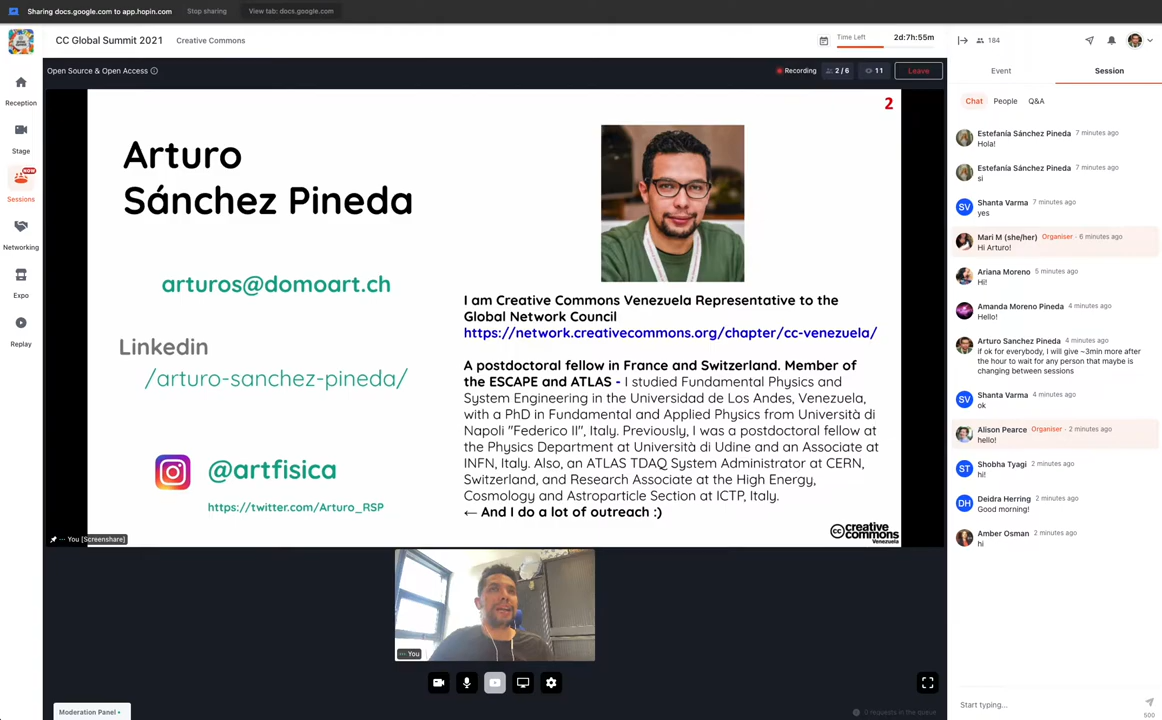 Sharing docs.google.com to app.hopin.com
Stop sharing
View tab: docs.google.com
CC Global Summit 2021
Creative Commons
Time Left
2d:7h:55m
184
Reception
Stage
NOW
Sessions
Networking
Expo
Replay
Open Source & Open Access
Recording
2 / 6
11
Leave
2
Arturo
Sánchez Pineda
arturos@domoart.ch
Linkedin
/arturo-sanchez-pineda/
@artfisica
https://twitter.com/Arturo_RSP
I am Creative Commons Venezuela Representative to the
Global Network Council
https://network.creativecommons.org/chapter/cc-venezuela/
A postdoctoral fellow in France and Switzerland. Member of
the ESCAPE and ATLAS - I studied Fundamental Physics and
System Engineering in the Universidad de Los Andes, Venezuela,
with a PhD in Fundamental and Applied Physics from Università di
Napoli "Federico II", Italy. Previously, I was a postdoctoral fellow at
the Physics Department at Università di Udine and an Associate at
INFN, Italy. Also, an ATLAS TDAQ System Administrator at CERN,
Switzerland, and Research Associate at the High Energy,
Cosmology and Astroparticle Section at ICTP, Italy.
← And I do a lot of outreach :)
cc creative commons
Venezuela
··· You [Screenshare]
··· You
Moderation Panel
0 requests in the queue
Event
Session
Chat
People
Q&A
Estefanía Sánchez Pineda 7 minutes ago
Hola!
Estefanía Sánchez Pineda 7 minutes ago
si
SV
Shanta Varma 7 minutes ago
yes
Mari M (she/her) Organiser · 6 minutes ago
Hi Arturo!
Ariana Moreno 5 minutes ago
Hi!
Amanda Moreno Pineda 4 minutes ago
Hello!
Arturo Sanchez Pineda 4 minutes ago
if ok for everybody, I will give ~3min more after
the hour to wait for any person that maybe is
changing between sessions
SV
Shanta Varma 4 minutes ago
ok
Alison Pearce Organiser · 2 minutes ago
hello!
ST
Shobha Tyagi 2 minutes ago
hi!
DH
Deidra Herring 2 minutes ago
Good morning!
Amber Osman 2 minutes ago
hi
Start typing...
500